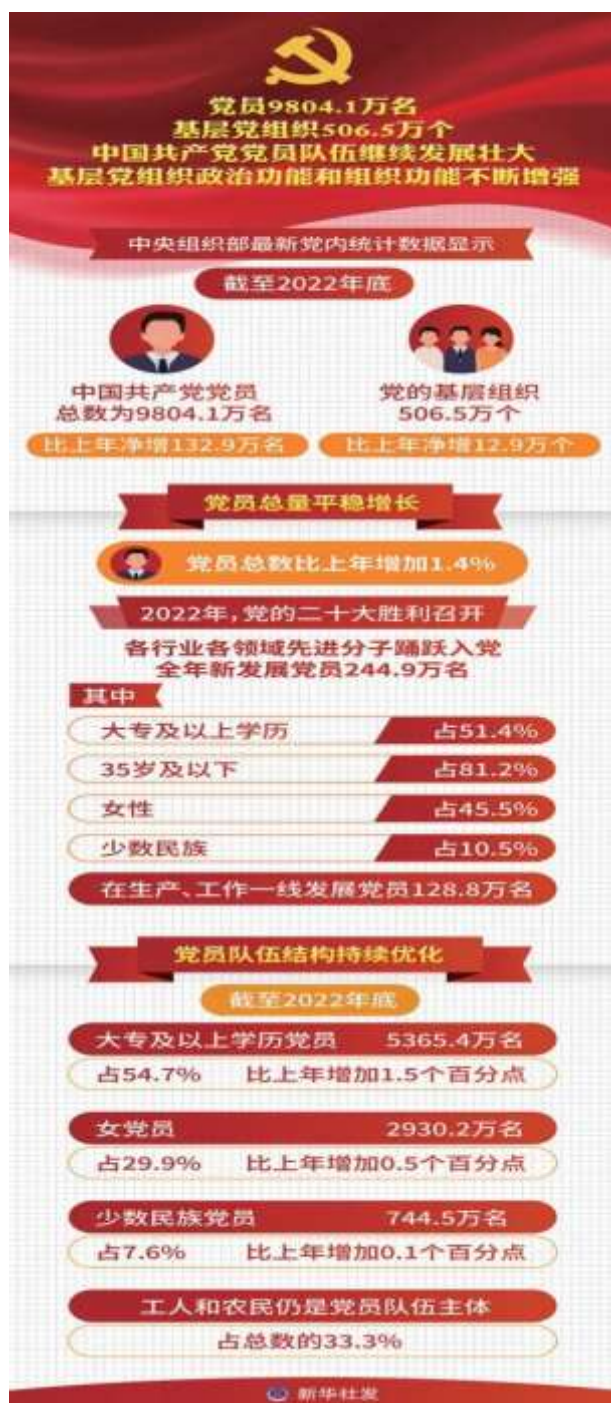 党员9804.1万名
基层党组织506.5万个
中国共产党党员队伍继续发展壮大
基层党组织政治功能和组织功能不断增强
中央组织部最新党内统计数据显示
截至2022年底
中国共产党党员
总数为9804.1万名
比上年净增132.9万名
党的基层组织
506.5万个
比上年净增12.9万个
党员总量平稳增长
党员总数比上年增加1.4%
2022年,党的二十大胜利召开
各行业各领域先进分子踊跃入党
全年新发展党员244.9万名
其中
大专及以上学历 占51.4%
35岁及以下 占81.2%
女性 占45.5%
少数民族 占10.5%
在生产、工作一线发展党员128.8万名
党员队伍结构持续优化
截至2022年底
大专及以上学历党员 5365.4万名
占54.7% 比上年增加1.5个百分点
女党员 2930.2万名
占29.9% 比上年增加0.5个百分点
少数民族党员 744.5万名
占7.6% 比上年增加0.1个百分点
工人和农民仍是党员队伍主体
占总数的33.3%
新华社发